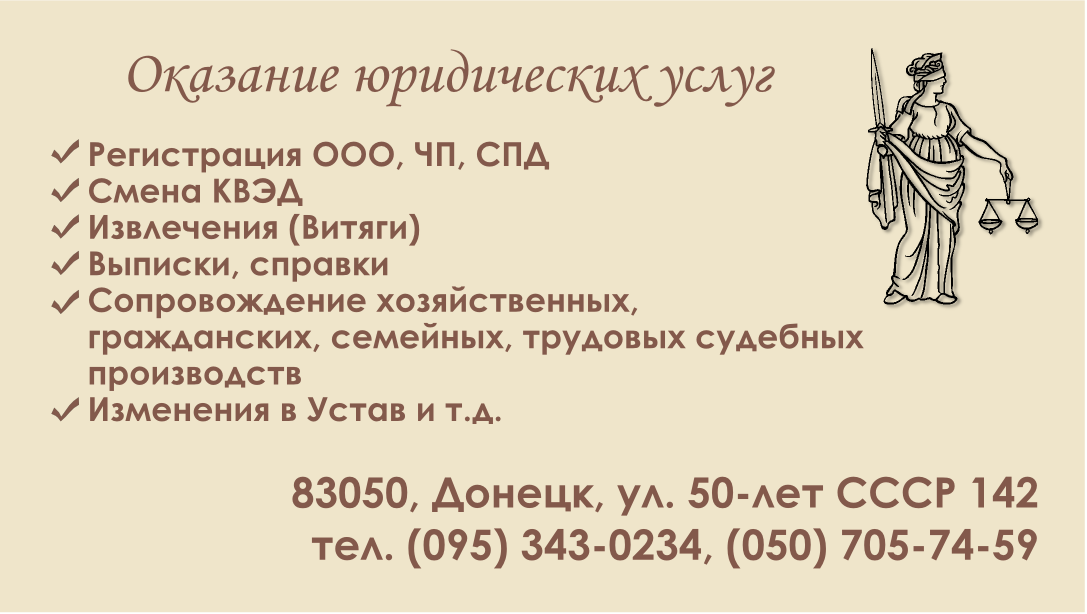 Оказание юридических услуг
Регистрация ООО, ЧП, СПД
Смена КВЭД
Извлечения (Витяги)
Выписки, справки
Сопровождение хозяйственных,
гражданских, семейных, трудовых судебных
производств
Изменения в Устав и т.д.
83050, Донецк, ул. 50-лет СССР 142
тел. (095) 343-0234, (050) 705-74-59